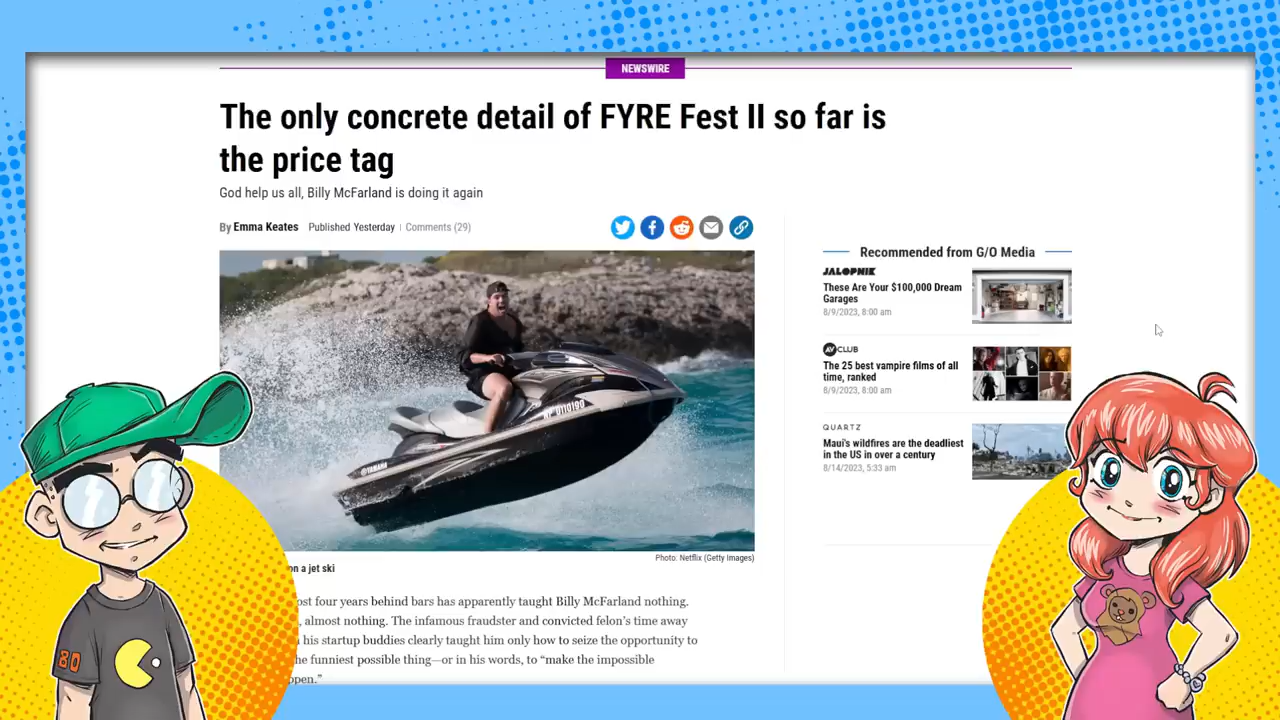 NEWSWIRE
The only concrete detail of FYRE Fest II so far is
the price tag
God help us all, Billy McFarland is doing it again
By Emma Keates Published Yesterday | Comments (29)
Photo: Netflix (Getty Images)
on a jet ski
ost four years behind bars has apparently taught Billy McFarland nothing.
, almost nothing. The infamous fraudster and convicted felon's time away
his startup buddies clearly taught him only how to seize the opportunity to
he funniest possible thing—or in his words, to “make the impossible
open.”
Recommended from G/O Media
JALOPNIK
These Are Your $100,000 Dream
Garages
8/9/2023, 8:00 am
AV CLUB
The 25 best vampire films of all
time, ranked
8/9/2023, 8:00 am
QUARTZ
Maui's wildfires are the deadliest
in the US in over a century
8/14/2023, 5:33 am
YAMAHA
80